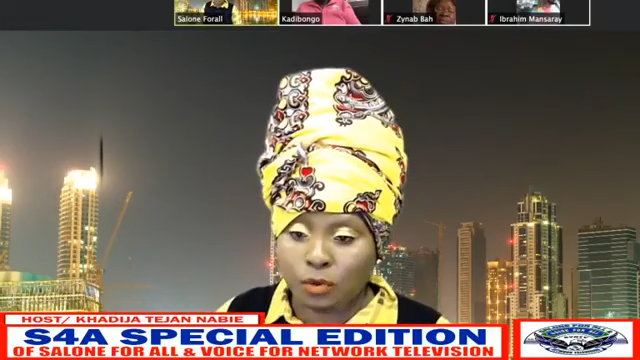 Salone Forall
Kadibongo
Zynab Bah
Ibrahim Mansaray
HOST/ KHADIJA TEJAN NABIE
S4A SPECIAL EDITION
OF SALONE FOR ALL & VOICE FOR NETWORK TELEVISION